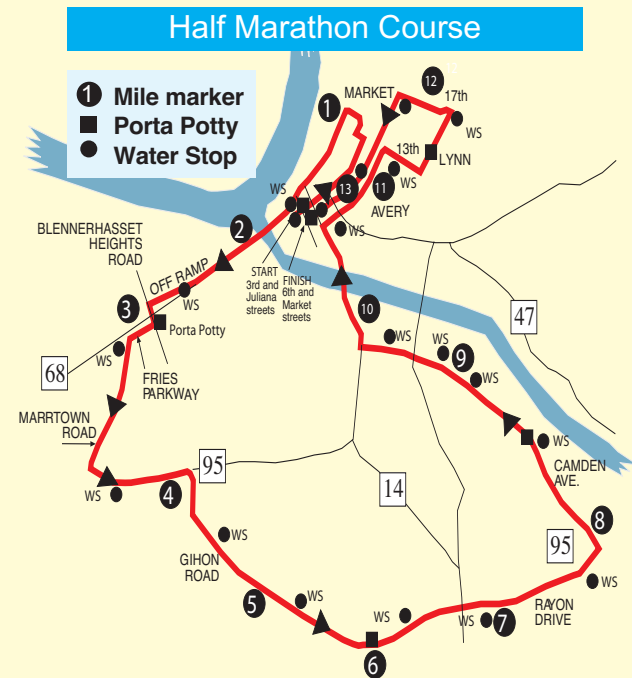 Half Marathon Course
1 Mile marker
Porta Potty
Water Stop
1
MARKET
12
17th
WS
13th
LYNN
WS
11
AVERY
13
WS
WS
2
BLENNERHASSET
HEIGHTS
ROAD
OFF RAMP
START
3rd and
Juliana
streets
FINISH
6th and
Market
streets
WS
3
Porta Potty
10
47
WS
68
FRIES
PARKWAY
WS
WS
9
MARRTOWN
ROAD
WS
WS
CAMDEN
AVE.
95
4
14
8
WS
GIHON
ROAD
95
5
WS
WS
WS
7
RAYON
DRIVE
WS
6